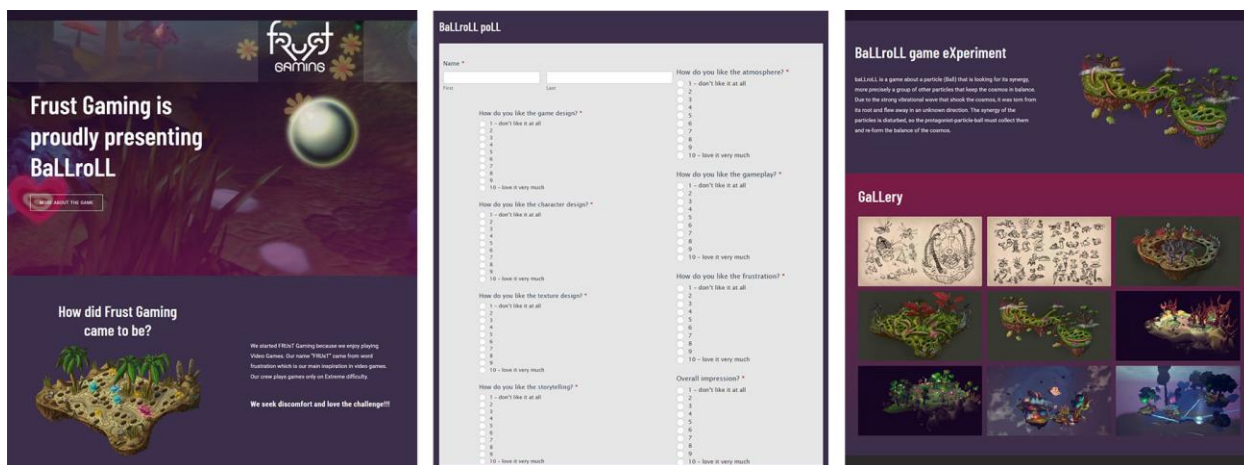 FRUST
GAMING
Frust Gaming is
proudly presenting
BaLLroLL
MORE ABOUT THE GAME
How did Frust Gaming
came to be?
We started FRUsT Gaming because we enjoy playing
Video Games. Our name "FRUsT" came from word
frustration which is our main inspiration in video games.
Our crew plays games only on Extreme difficulty.
We seek discomfort and love the challenge!!!
BaLLroLL poLL
Name *
First Last
How do you like the game design? *
1 - don't like it at all
2
3
4
5
6
7
8
9
10 - love it very much
How do you like the character design? *
1 - don't like it at all
2
3
4
5
6
7
8
9
10 - love it very much
How do you like the texture design? *
1 - don't like it at all
2
3
4
5
6
7
8
9
10 - love it very much
How do you like the storytelling? *
1 - don't like it at all
2
3
4
5
6
7
8
9
10 - love it very much
How do you like the atmosphere? *
1 - don't like it at all
2
3
4
5
6
7
8
9
10 - love it very much
How do you like the gameplay? *
1 - don't like it at all
2
3
4
5
6
7
8
9
10 - love it very much
How do you like the frustration? *
1 - don't like it at all
2
3
4
5
6
7
8
9
10 - love it very much
Overall impression? *
1 - don't like it at all
2
3
4
5
6
7
8
9
10 - love it very much
BaLLroLL game eXperiment
baLLroLL is a game about a particle (Ball) that is looking for its synergy,
more precisely a group of other particles that keep the cosmos in balance.
Due to the strong vibrational wave that shook the cosmos, it was torn from
its root and flew away in an unknown direction. The synergy of the
particles is disturbed, so the protagonist-particle-ball must collect them
and re-form the balance of the cosmos.
GaLLery